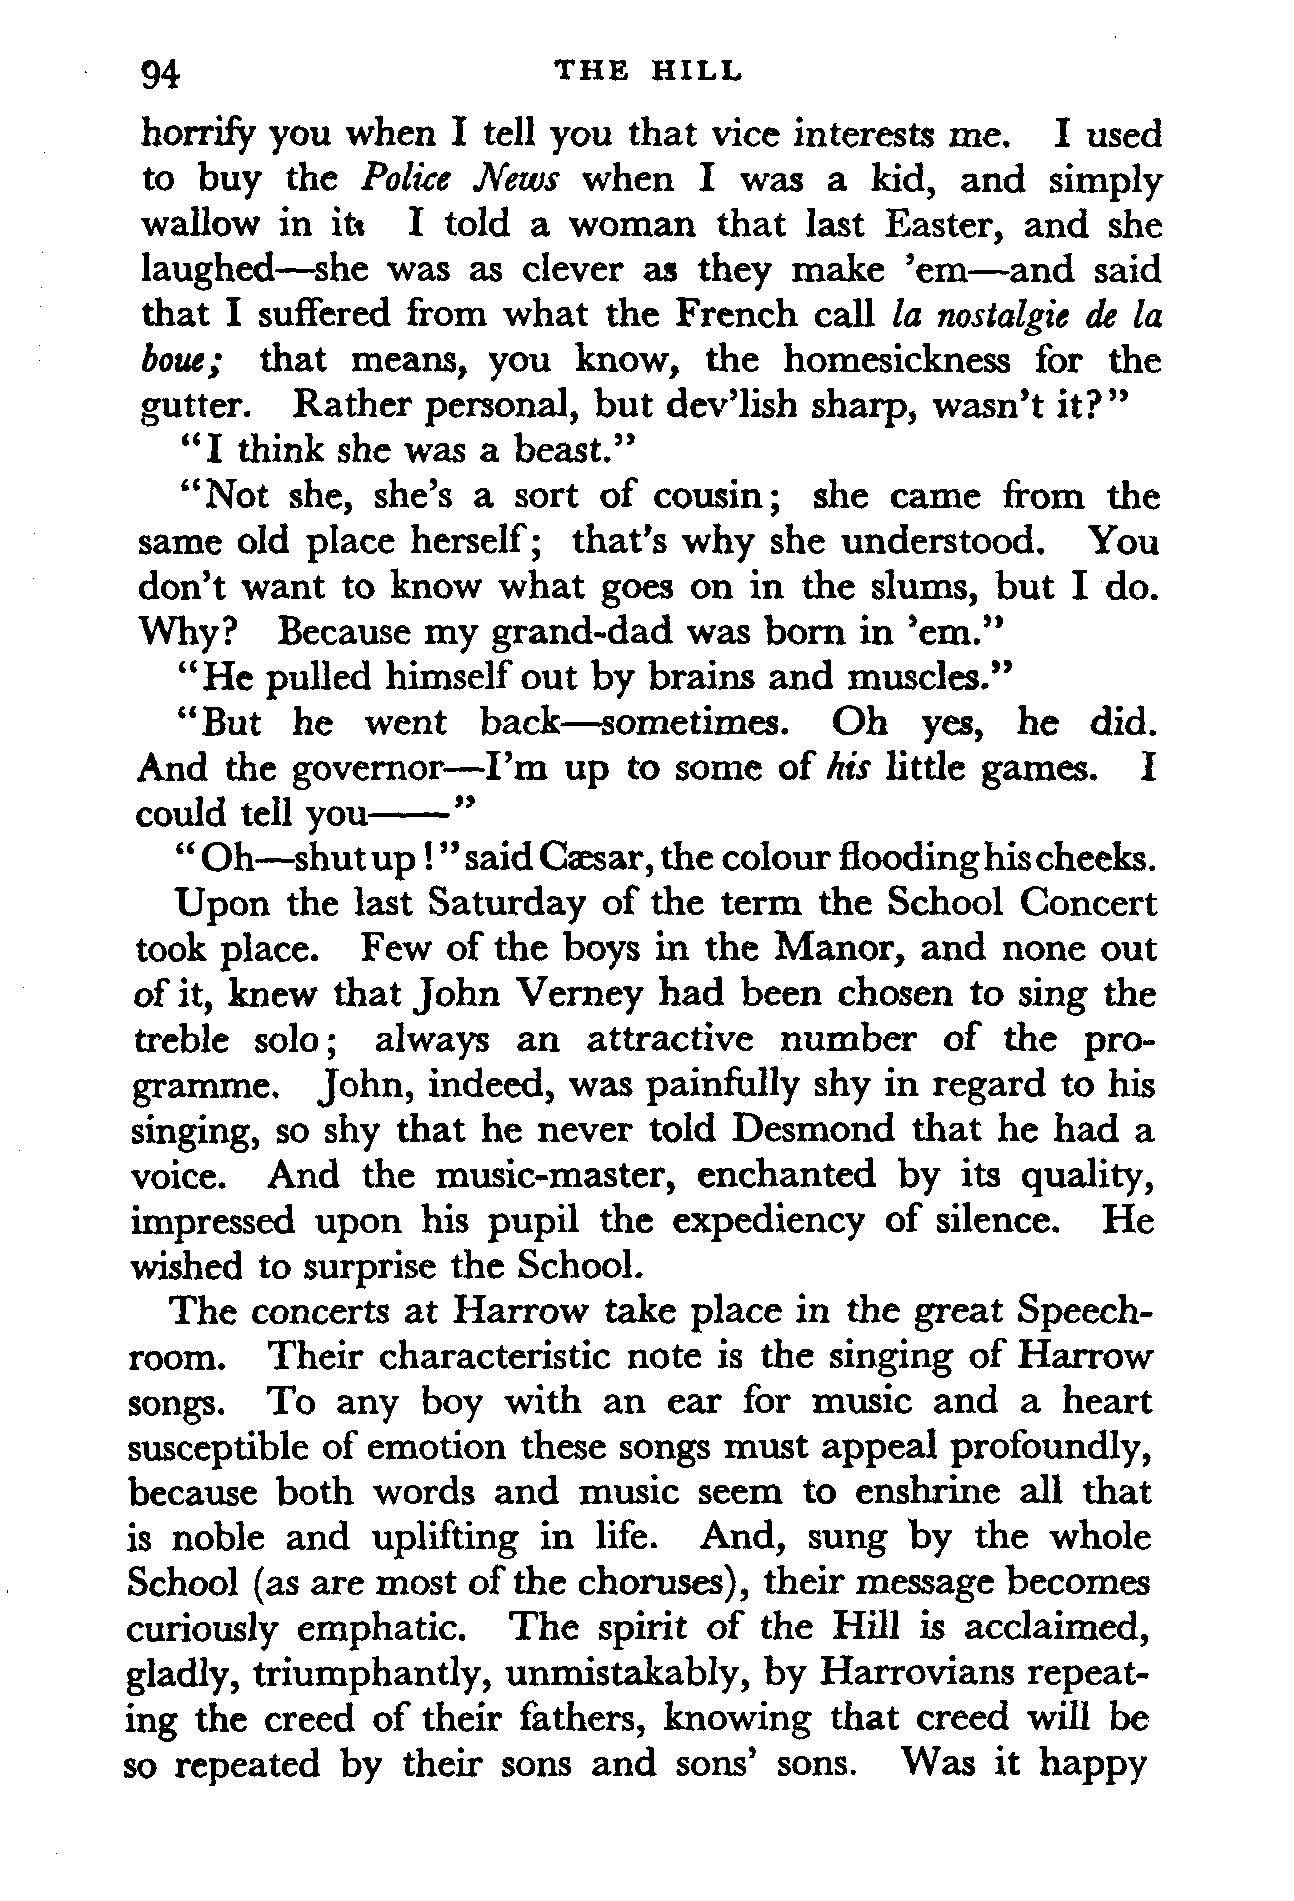 94 THE HILL
horrify you when I tell you that vice interests me. I used
to buy the Police News when I was a kid, and simply
wallow in it. I told a woman that last Easter, and she
laughed—she was as clever as they make ’em—and said
that I suffered from what the French call la nostalgie de la
boue; that means, you know, the homesickness for the
gutter. Rather personal, but dev’lish sharp, wasn’t it?”
“I think she was a beast.”
“Not she, she’s a sort of cousin; she came from the
same old place herself; that’s why she understood. You
don’t want to know what goes on in the slums, but I do.
Why? Because my grand-dad was born in ’em.”
“He pulled himself out by brains and muscles.”
“But he went back—sometimes. Oh yes, he did.
And the governor—I’m up to some of his little games. I
could tell you——”
“Oh—shut up!” said Cæsar, the colour flooding his cheeks.
Upon the last Saturday of the term the School Concert
took place. Few of the boys in the Manor, and none out
of it, knew that John Verney had been chosen to sing the
treble solo; always an attractive number of the pro-
gramme. John, indeed, was painfully shy in regard to his
singing, so shy that he never told Desmond that he had a
voice. And the music-master, enchanted by its quality,
impressed upon his pupil the expediency of silence. He
wished to surprise the School.
The concerts at Harrow take place in the great Speech-
room. Their characteristic note is the singing of Harrow
songs. To any boy with an ear for music and a heart
susceptible of emotion these songs must appeal profoundly,
because both words and music seem to enshrine all that
is noble and uplifting in life. And, sung by the whole
School (as are most of the choruses), their message becomes
curiously emphatic. The spirit of the Hill is acclaimed,
gladly, triumphantly, unmistakably, by Harrovians repeat-
ing the creed of their fathers, knowing that creed will be
so repeated by their sons and sons’ sons. Was it happy